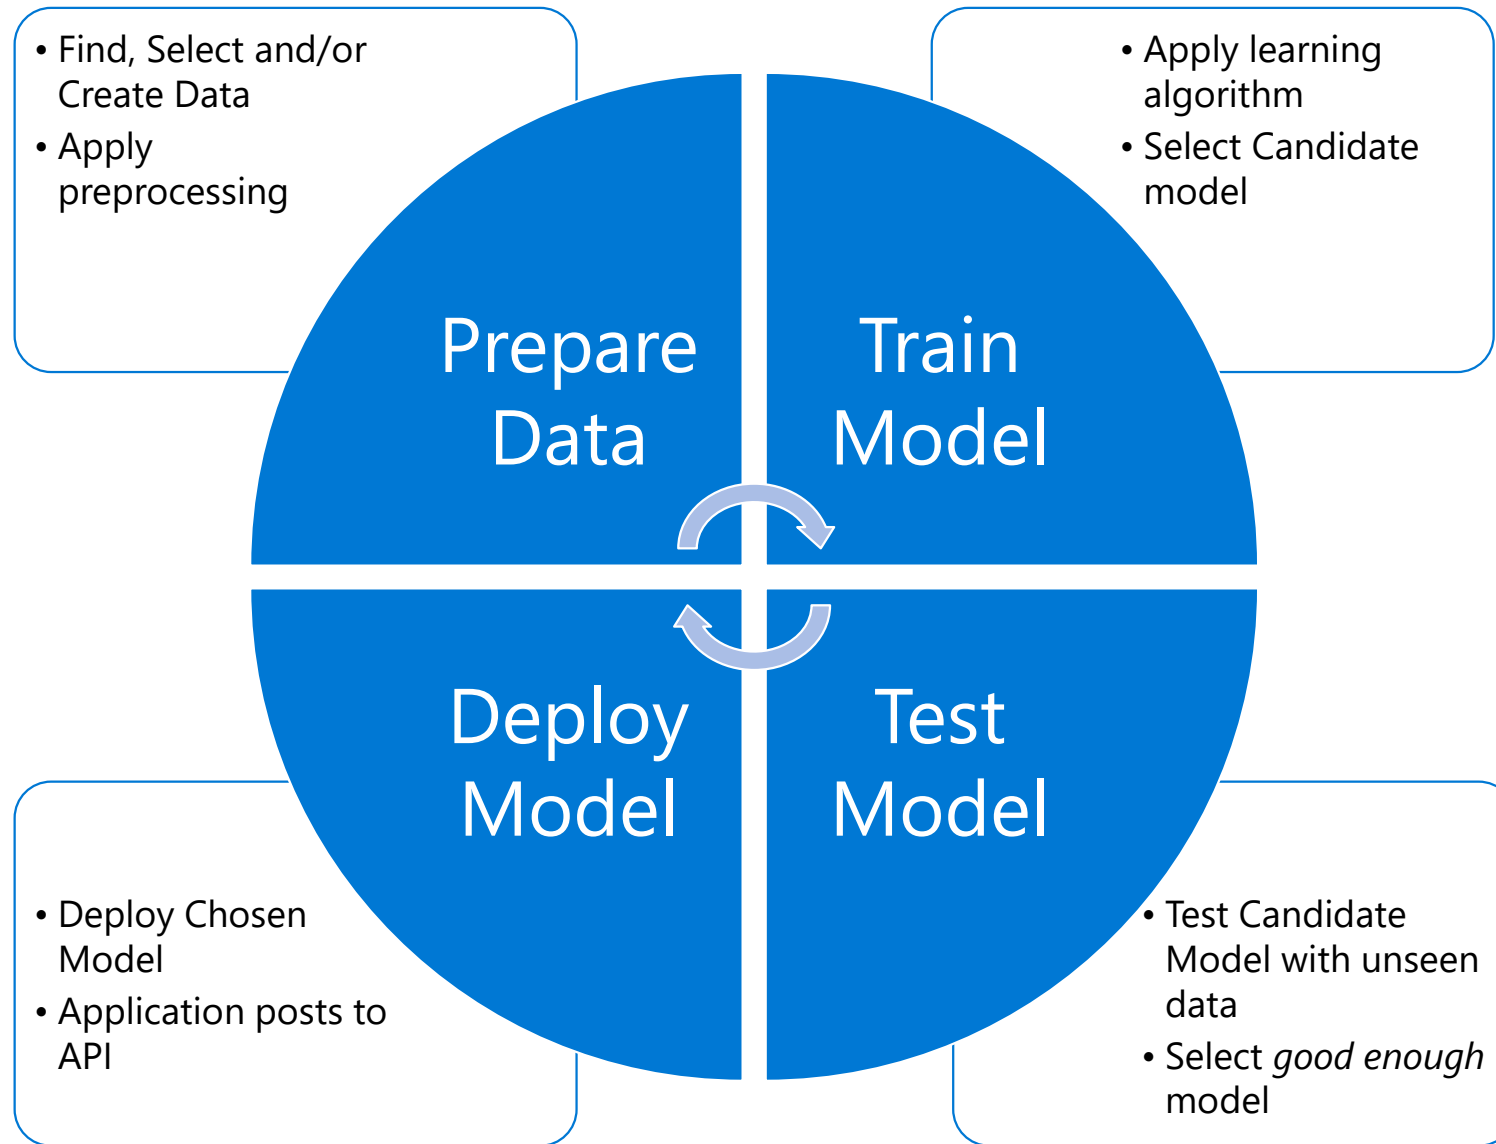 • Find, Select and/or
Create Data
• Apply
preprocessing
• Apply learning
algorithm
• Select Candidate
model
Prepare
Data
Train
Model
Deploy
Model
Test
Model
• Deploy Chosen
Model
• Application posts to
API
• Test Candidate
Model with unseen
data
• Select good enough
model